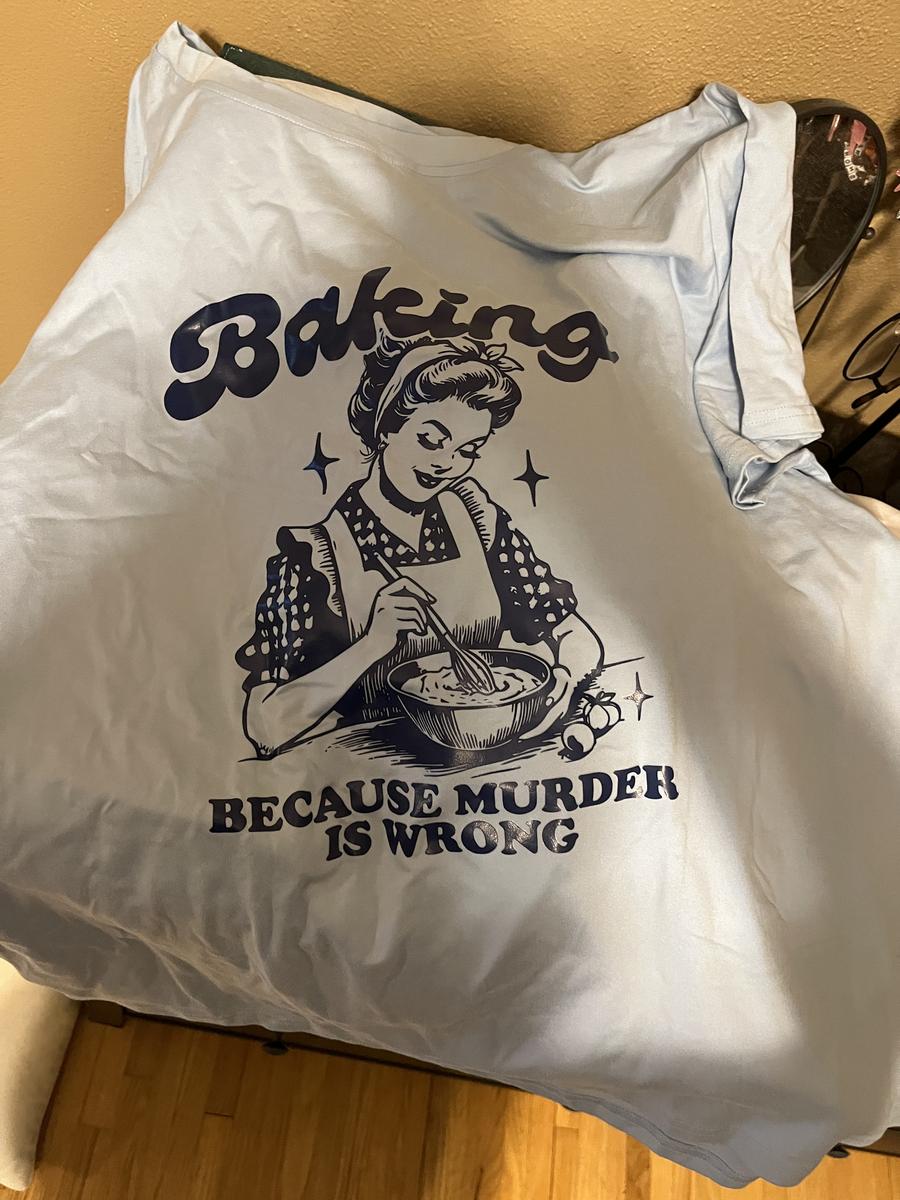 Baking
BECAUSE MURDER
IS WRONG